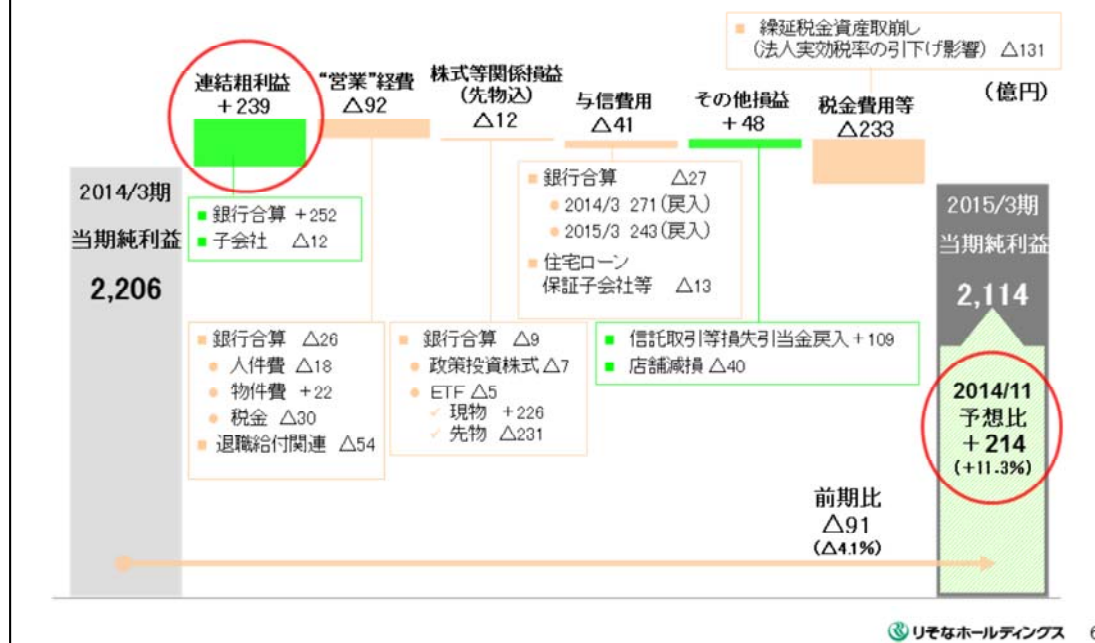 ■ 繰延税金資産取崩し
(法人実効税率の引下げ影響) △131
(億円)
連結粗利益
+239
“営業”経費
△92
株式等関係損益
(先物込)
△12
与信費用
△41
その他損益
+48
税金費用等
△233
2014/3期
当期純利益
2,206
■ 銀行合算 +252
■ 子会社 △12
■ 銀行合算 △26
● 人件費 △18
● 物件費 +22
● 税金 △30
■ 退職給付関連 △54
■ 銀行合算 △9
● 政策投資株式 △7
● ETF △5
✓ 現物 +226
✓ 先物 △231
■ 銀行合算 △27
● 2014/3 271(戻入)
● 2015/3 243(戻入)
■ 住宅ローン
保証子会社等 △13
■ 信託取引等損失引当金戻入 +109
■ 店舗減損 △40
2015/3期
当期純利益
2,114
2014/11
予想比
+214
(+11.3%)
前期比
△91
(△4.1%)
りそなホールディングス 6